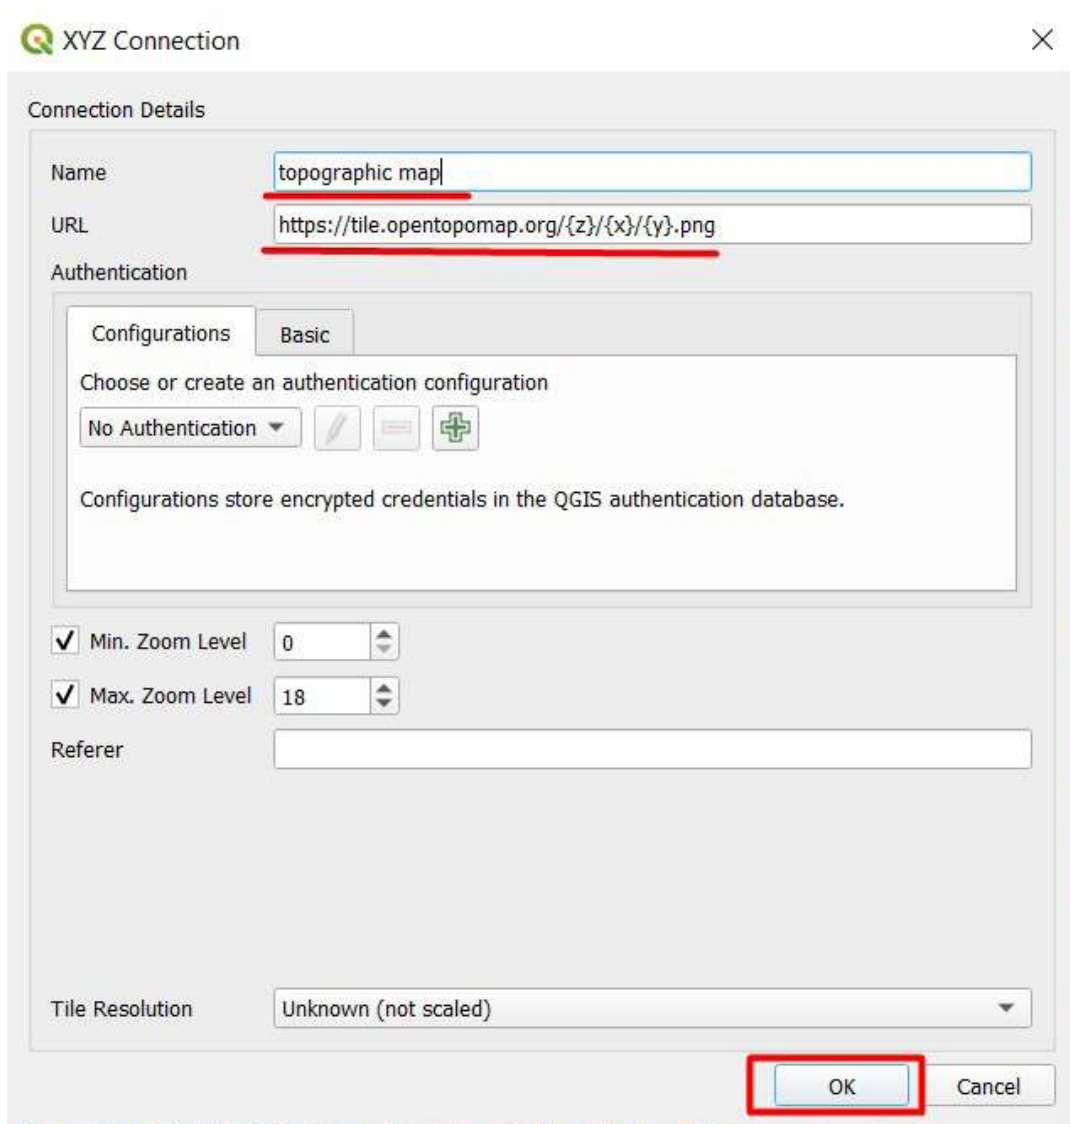 XYZ Connection
Connection Details
Name topographic map
URL https://tile.opentopomap.org/{z}/{x}/{y}.png
Authentication
Configurations Basic
Choose or create an authentication configuration
No Authentication
Configurations store encrypted credentials in the QGIS authentication database.
Min. Zoom Level 0
Max. Zoom Level 18
Referer
Tile Resolution Unknown (not scaled)
OK Cancel